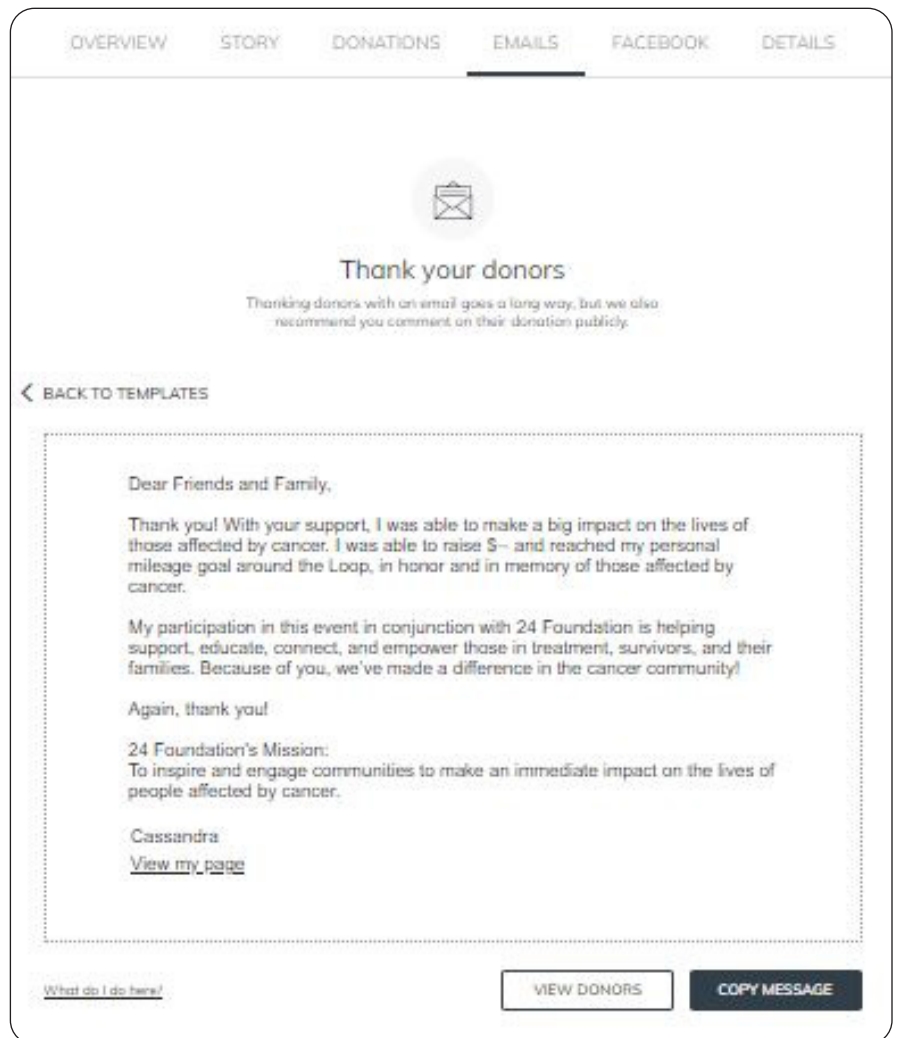 OVERVIEW STORY DONATIONS EMAILS FACEBOOK DETAILS
Thank your donors
Thanking donors with an email goes a long way, but we also
recommend you comment on their donation publicly.
BACK TO TEMPLATES
Dear Friends and Family,
Thank you! With your support, I was able to make a big impact on the lives of
those affected by cancer. I was able to raise $-- and reached my personal
mileage goal around the Loop, in honor and in memory of those affected by
cancer.
My participation in this event in conjunction with 24 Foundation is helping
support, educate, connect, and empower those in treatment, survivors, and their
families. Because of you, we've made a difference in the cancer community!
Again, thank you!
24 Foundation's Mission:
To inspire and engage communities to make an immediate impact on the lives of
people affected by cancer.
Cassandra
View my page
What do I do here?
VIEW DONORS
COPY MESSAGE